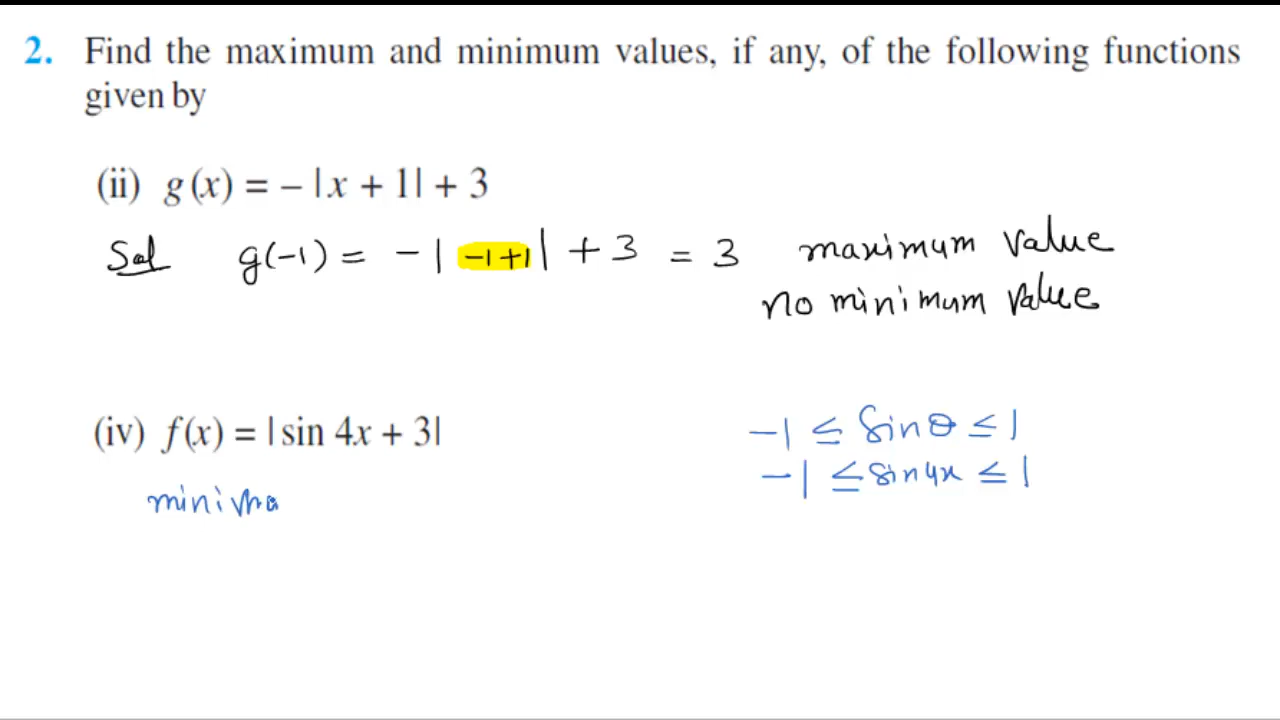 2. Find the maximum and minimum values, if any, of the following functions
given by
(ii) g(x) = – |x + 1| + 3
Sol g(-1) = -|-1+1| + 3 = 3 maximum value
no minimum value
(iv) f(x) = |sin 4x + 3|
-1 ≤ Sinθ ≤ 1
-1 ≤ sin4x ≤ 1
minima